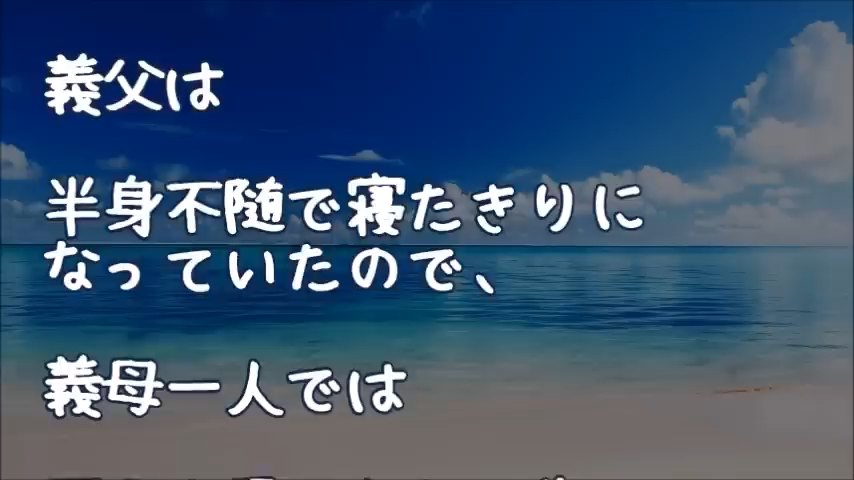 義父は
半身不随で寝たきりに
なっていたので、
義母一人では